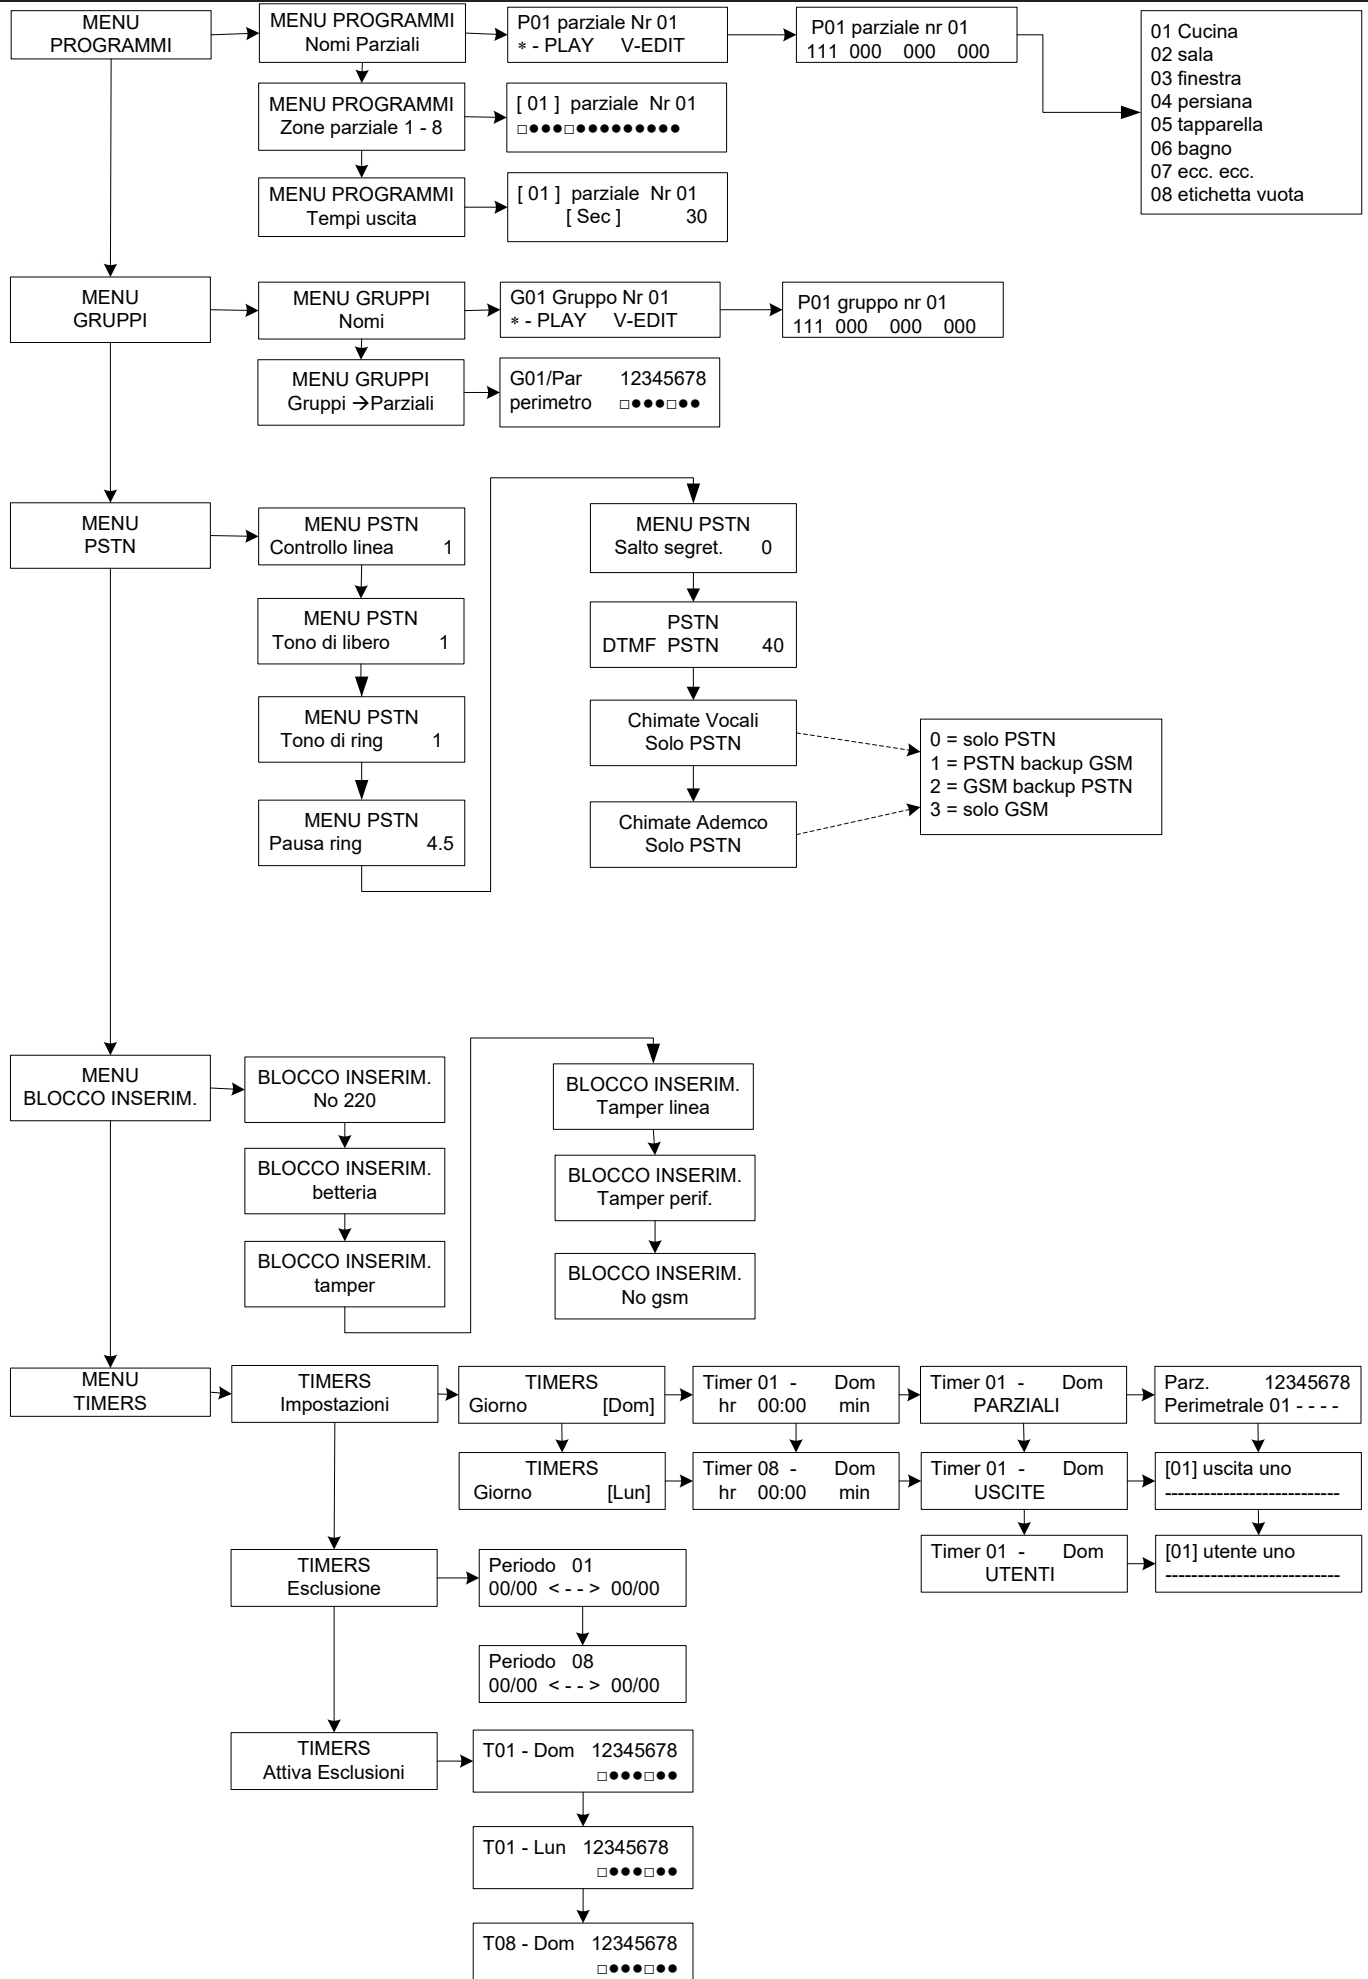 MENU
PROGRAMMI
MENU PROGRAMMI
Nomi Parziali
P01 parziale Nr 01
* - PLAY V-EDIT
P01 parziale nr 01
111 000 000 000
01 Cucina
02 sala
03 finestra
04 persiana
05 tapparella
06 bagno
07 ecc. ecc.
08 etichetta vuota
MENU PROGRAMMI
Zone parziale 1 - 8
[ 01 ] parziale Nr 01
□●●●□●●●●●●●●●
MENU PROGRAMMI
Tempi uscita
[ 01 ] parziale Nr 01
[ Sec ] 30
MENU
GRUPPI
MENU GRUPPI
Nomi
G01 Gruppo Nr 01
* - PLAY V-EDIT
P01 gruppo nr 01
111 000 000 000
MENU GRUPPI
Gruppi →Parziali
G01/Par 12345678
perimetro □●●●□●●
MENU
PSTN
MENU PSTN
Controllo linea 1
MENU PSTN
Tono di libero 1
MENU PSTN
Tono di ring 1
MENU PSTN
Pausa ring 4.5
MENU PSTN
Salto segret. 0
PSTN
DTMF PSTN 40
Chimate Vocali
Solo PSTN
Chimate Ademco
Solo PSTN
0 = solo PSTN
1 = PSTN backup GSM
2 = GSM backup PSTN
3 = solo GSM
MENU
BLOCCO INSERIM.
BLOCCO INSERIM.
No 220
BLOCCO INSERIM.
betteria
BLOCCO INSERIM.
tamper
BLOCCO INSERIM.
Tamper linea
BLOCCO INSERIM.
Tamper perif.
BLOCCO INSERIM.
No gsm
MENU
TIMERS
TIMERS
Impostazioni
TIMERS
Giorno [Dom]
Timer 01 - Dom
hr 00:00 min
Timer 01 - Dom
PARZIALI
Parz. 12345678
Perimetrale 01 - - - -
TIMERS
Giorno [Lun]
Timer 08 - Dom
hr 00:00 min
Timer 01 - Dom
USCITE
[01] uscita uno
---------------------------
Timer 01 - Dom
UTENTI
[01] utente uno
---------------------------
TIMERS
Esclusione
Periodo 01
00/00 < - - > 00/00
Periodo 08
00/00 < - - > 00/00
TIMERS
Attiva Esclusioni
T01 - Dom 12345678
□●●●□●●
T01 - Lun 12345678
□●●●□●●
T08 - Dom 12345678
□●●●□●●